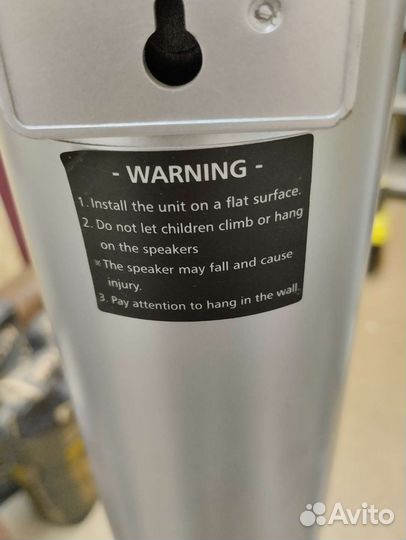 - WARNING -
1. Install the unit on a flat surface.
2. Do not let children climb or hang
on the speakers
※The speaker may fall and cause
injury.
3. Pay attention to hang in the wall.
Avito